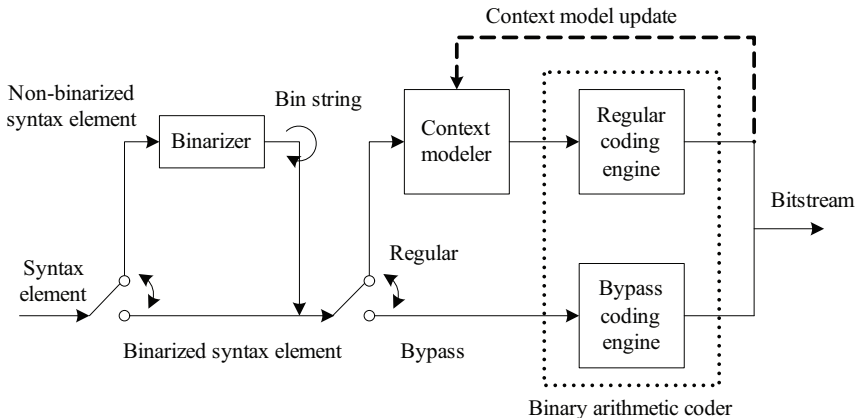 Context model update
Non-binarized
syntax element
Bin string
Binarizer
Context
modeler
Regular
coding
engine
Bitstream
Syntax
element
Regular
Bypass
coding
engine
Binarized syntax element
Bypass
Binary arithmetic coder